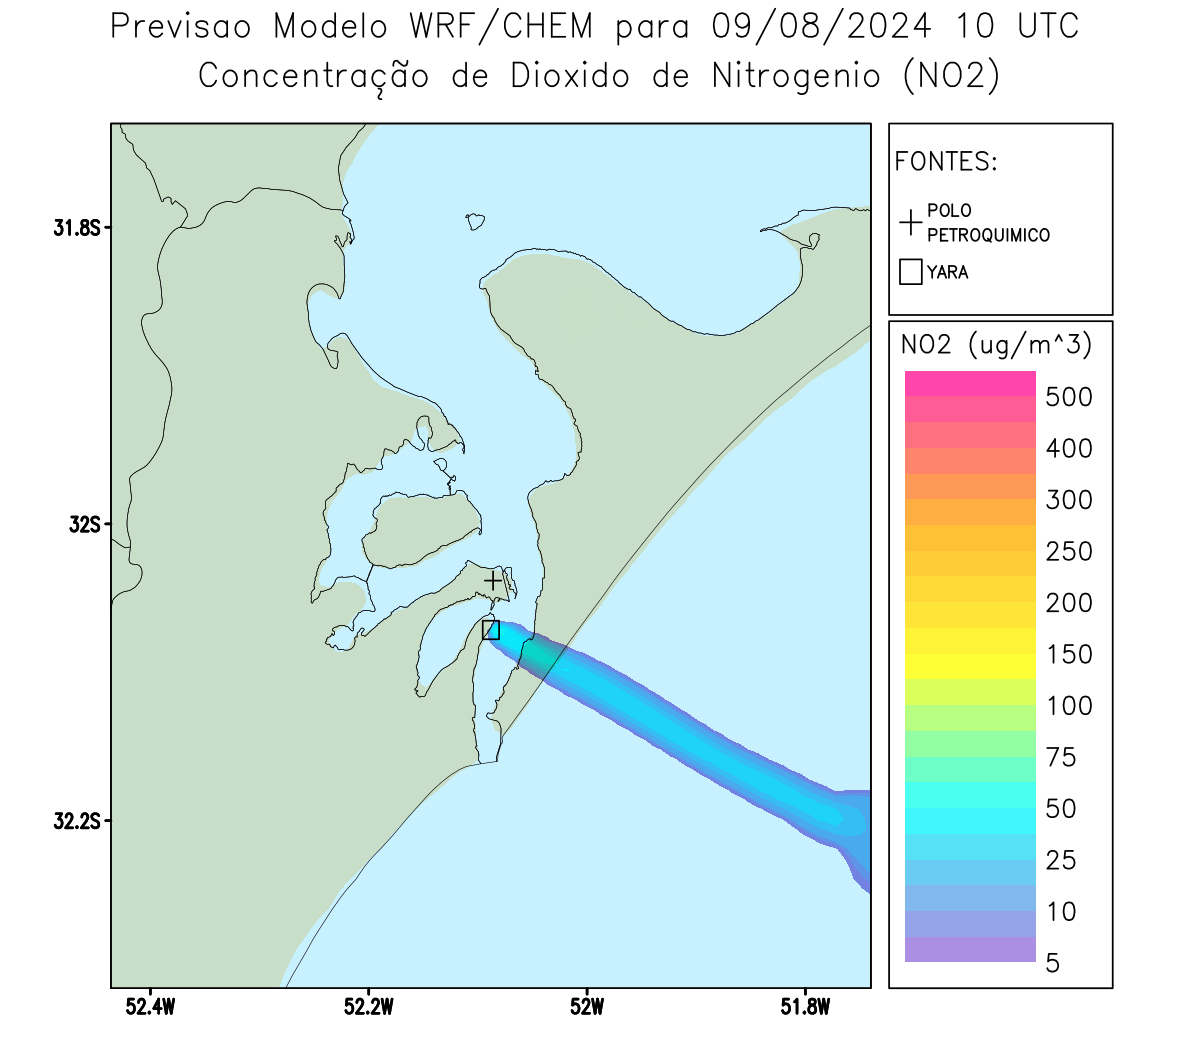 Previsao Modelo WRF/CHEM para 09/08/2024 10 UTC
Concentração de Dioxido de Nitrogenio (NO2)
FONTES:
POLO
PETROQUIMICO
YARA
NO2 (ug/m^3)
500
400
300
250
200
150
100
75
50
25
10
5
31.8S
32S
32.2S
52.4W
52.2W
52W
51.8W